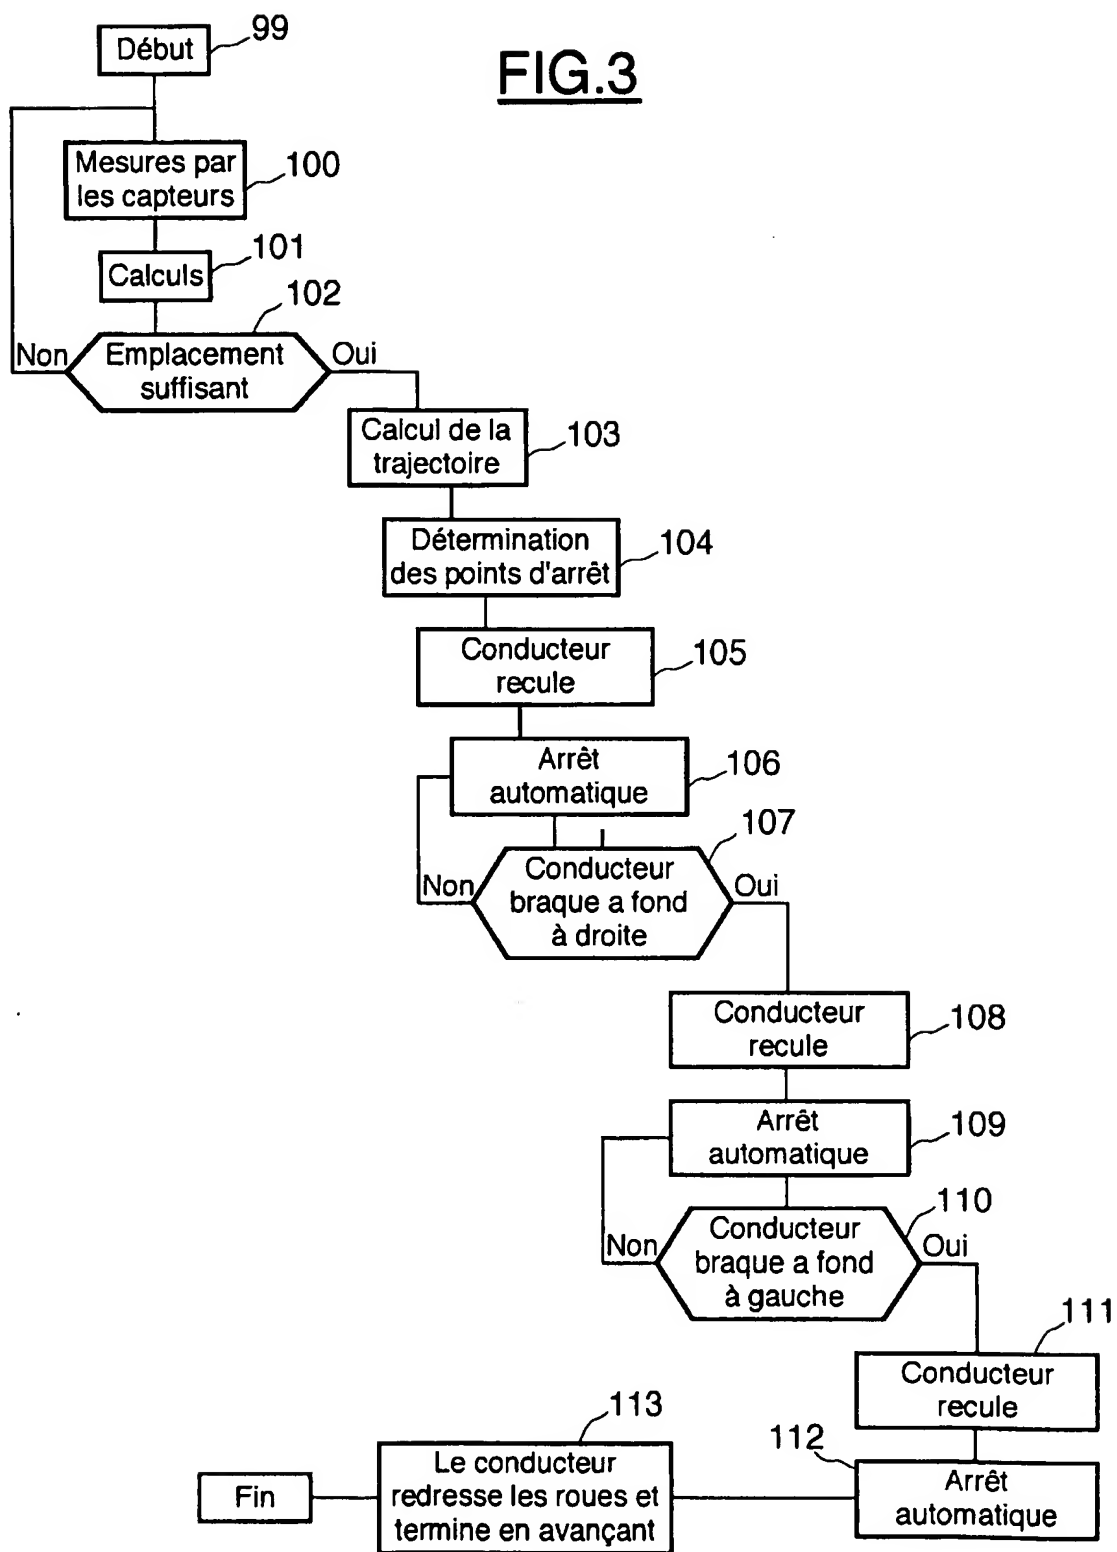 FIG.3
Début
99
Mesures par
les capteurs
100
Calculs
101
102
Non
Emplacement
suffisant
Oui
Calcul de la
trajectoire
103
Détermination
des points d'arrêt
104
Conducteur
recule
105
Arrêt
automatique
106
107
Non
Conducteur
braque a fond
à droite
Oui
Conducteur
recule
108
Arrêt
automatique
109
110
Non
Conducteur
braque a fond
à gauche
Oui
111
Conducteur
recule
112
Arrêt
automatique
113
Le conducteur
redresse les roues et
termine en avançant
Fin